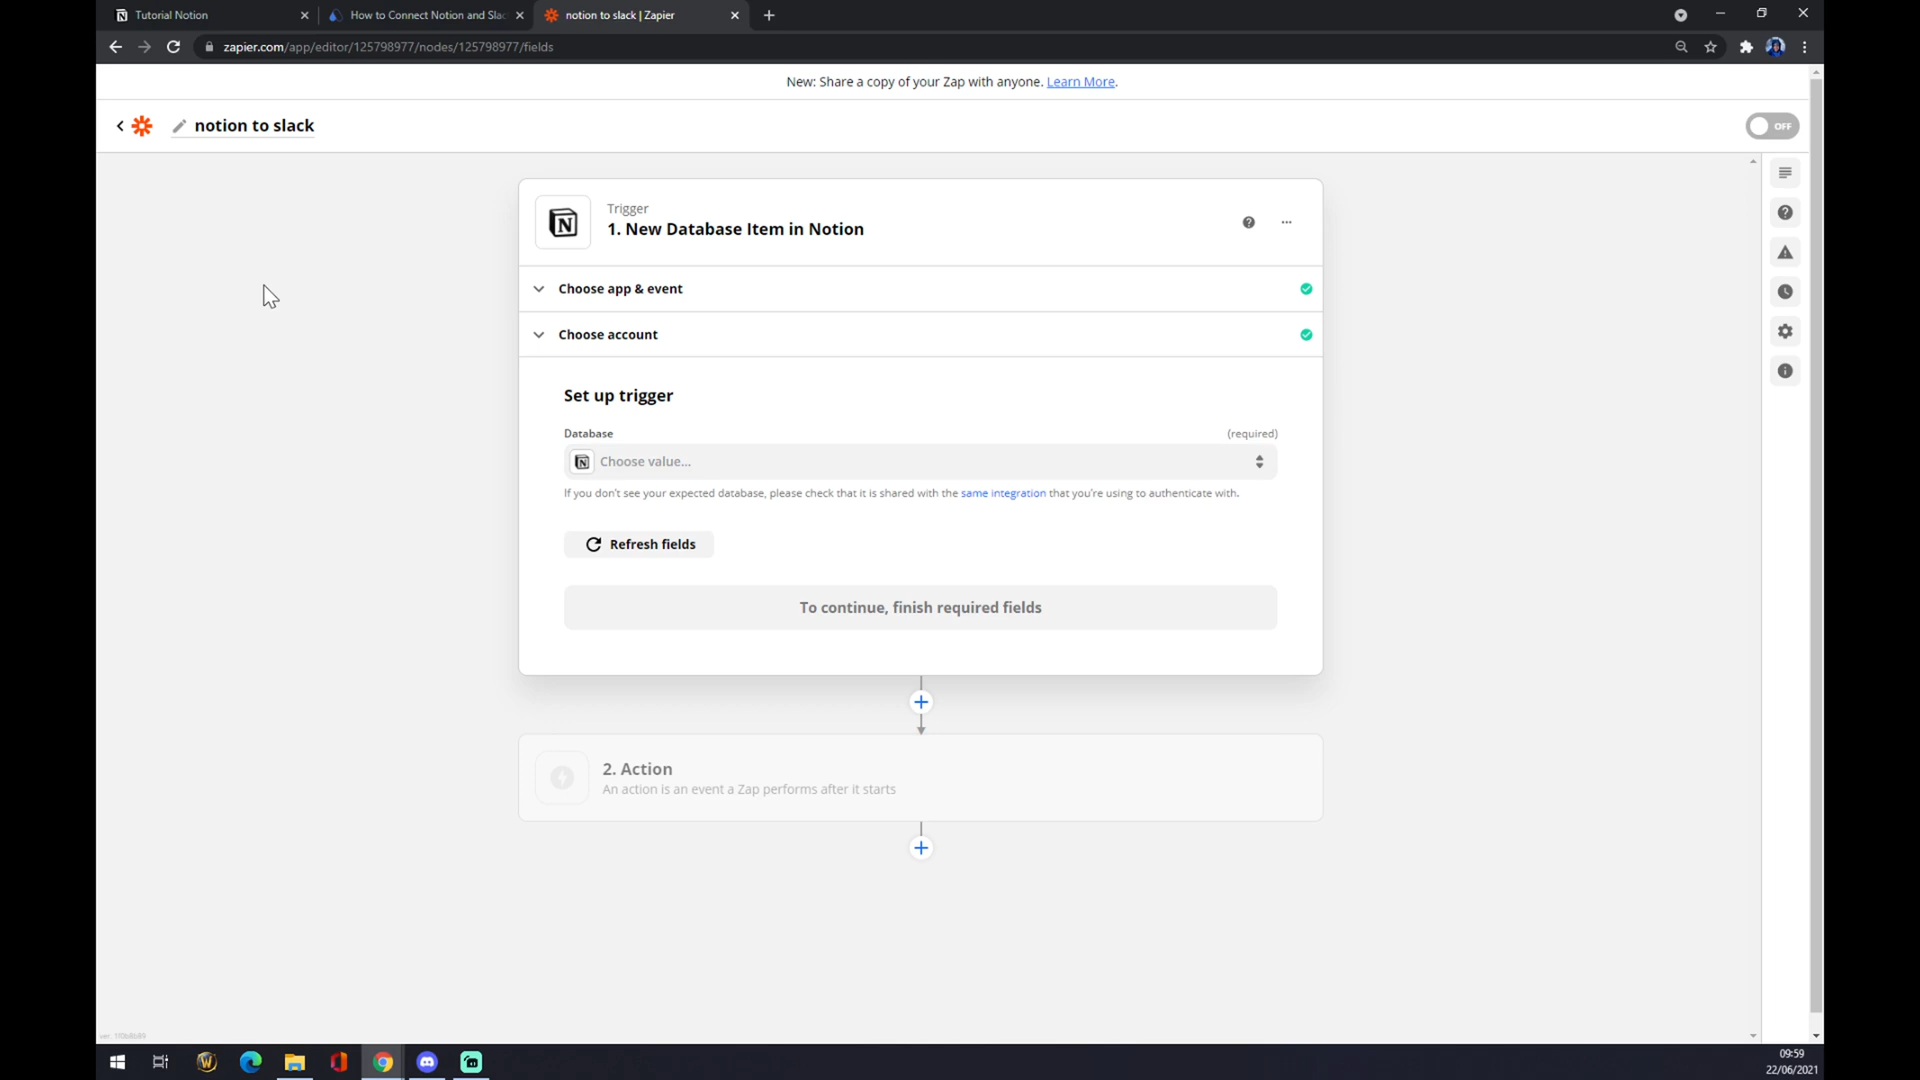 Tutorial Notion
How to Connect Notion and Slac
notion to slack | Zapier
zapier.com/app/editor/125798977/nodes/125798977/fields
New: Share a copy of your Zap with anyone. Learn More.
notion to slack
OFF
Trigger
1. New Database Item in Notion
Choose app & event
Choose account
Set up trigger
Database
(required)
Choose value...
If you don't see your expected database, please check that it is shared with the same integration that you're using to authenticate with.
Refresh fields
To continue, finish required fields
2. Action
An action is an event a Zap performs after it starts
09:59
22/06/2021